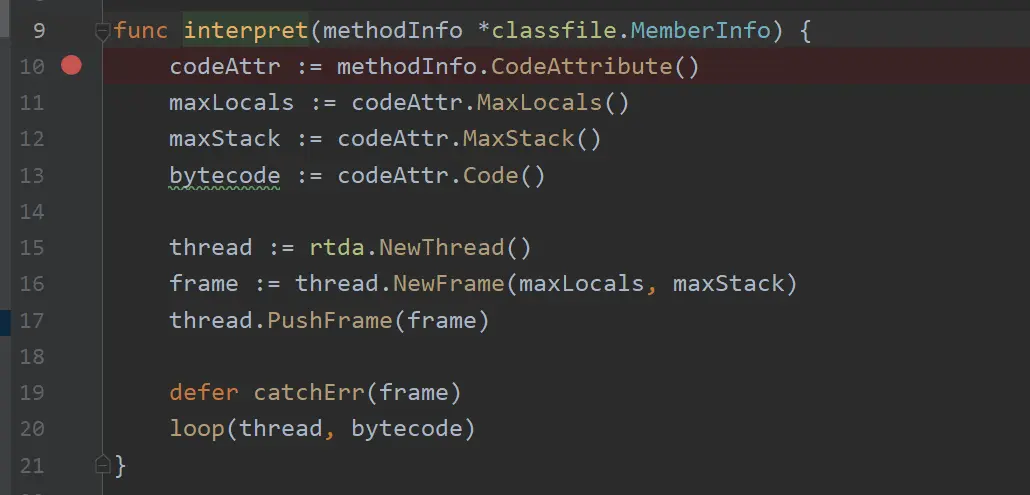 9 func interpret(methodInfo *classfile.MemberInfo) {
10 codeAttr := methodInfo.CodeAttribute()
11 maxLocals := codeAttr.MaxLocals()
12 maxStack := codeAttr.MaxStack()
13 bytecode := codeAttr.Code()
14
15 thread := rtda.NewThread()
16 frame := thread.NewFrame(maxLocals, maxStack)
17 thread.PushFrame(frame)
18
19 defer catchErr(frame)
20 loop(thread, bytecode)
21 }